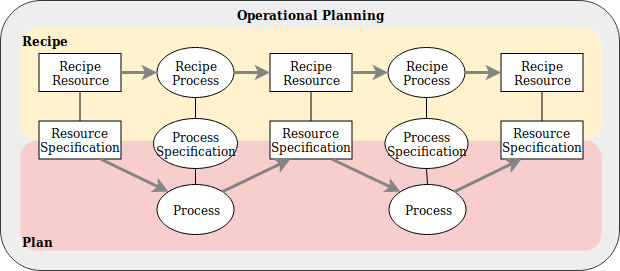 Operational Planning
Recipe
Recipe Recipe Recipe Recipe Recipe
Resource Process Resource Process Resource
Resource Process Resource Process Resource
Specification Specification Specification Specification Specification
Process Process
Plan